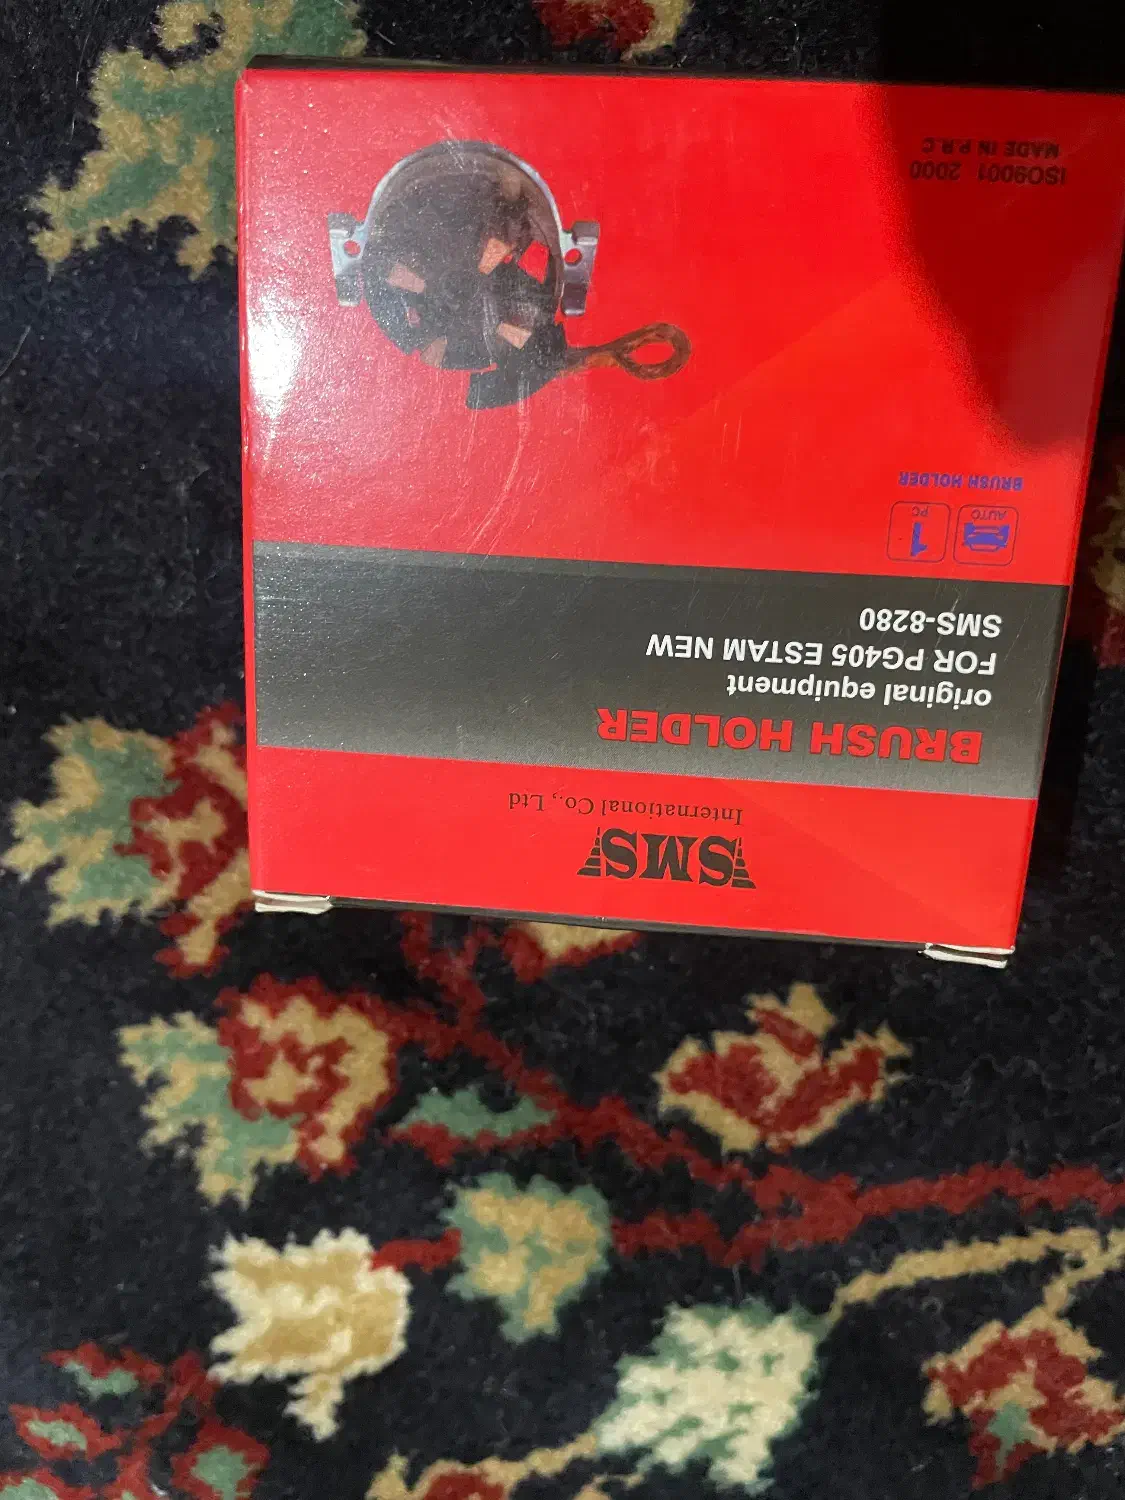 SMS
International Co., Ltd
BRUSH HOLDER
original equipment
FOR PG405 ESTAM NEW
SMS-8280
AUTO
1
PC
BRUSH HOLDER
ISO9001 2000
MADE IN P.R.C